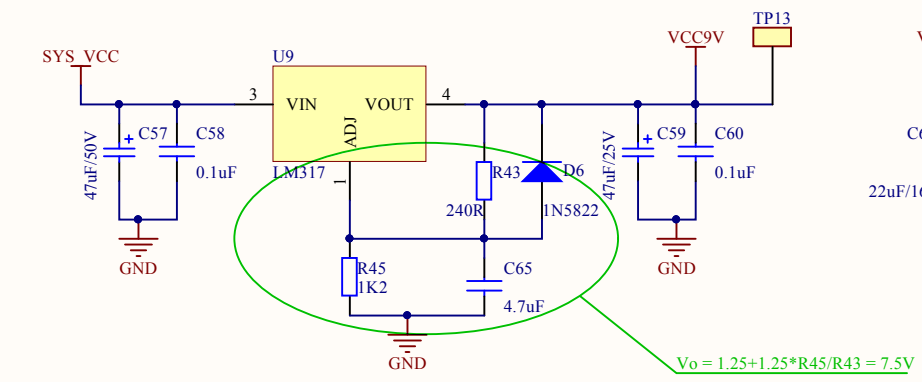 TP13
VCC9V
V
SYS_VCC
U9
3
VIN
VOUT
4
ADJ
47uF/50V
+
C57
C58
0.1uF
LM317
1
R43
240R
D6
1N5822
47uF/25V
+
C59
C60
0.1uF
C6
22uF/16
GND
GND
R45
1K2
C65
4.7uF
GND
Vo = 1.25+1.25*R45/R43 = 7.5V